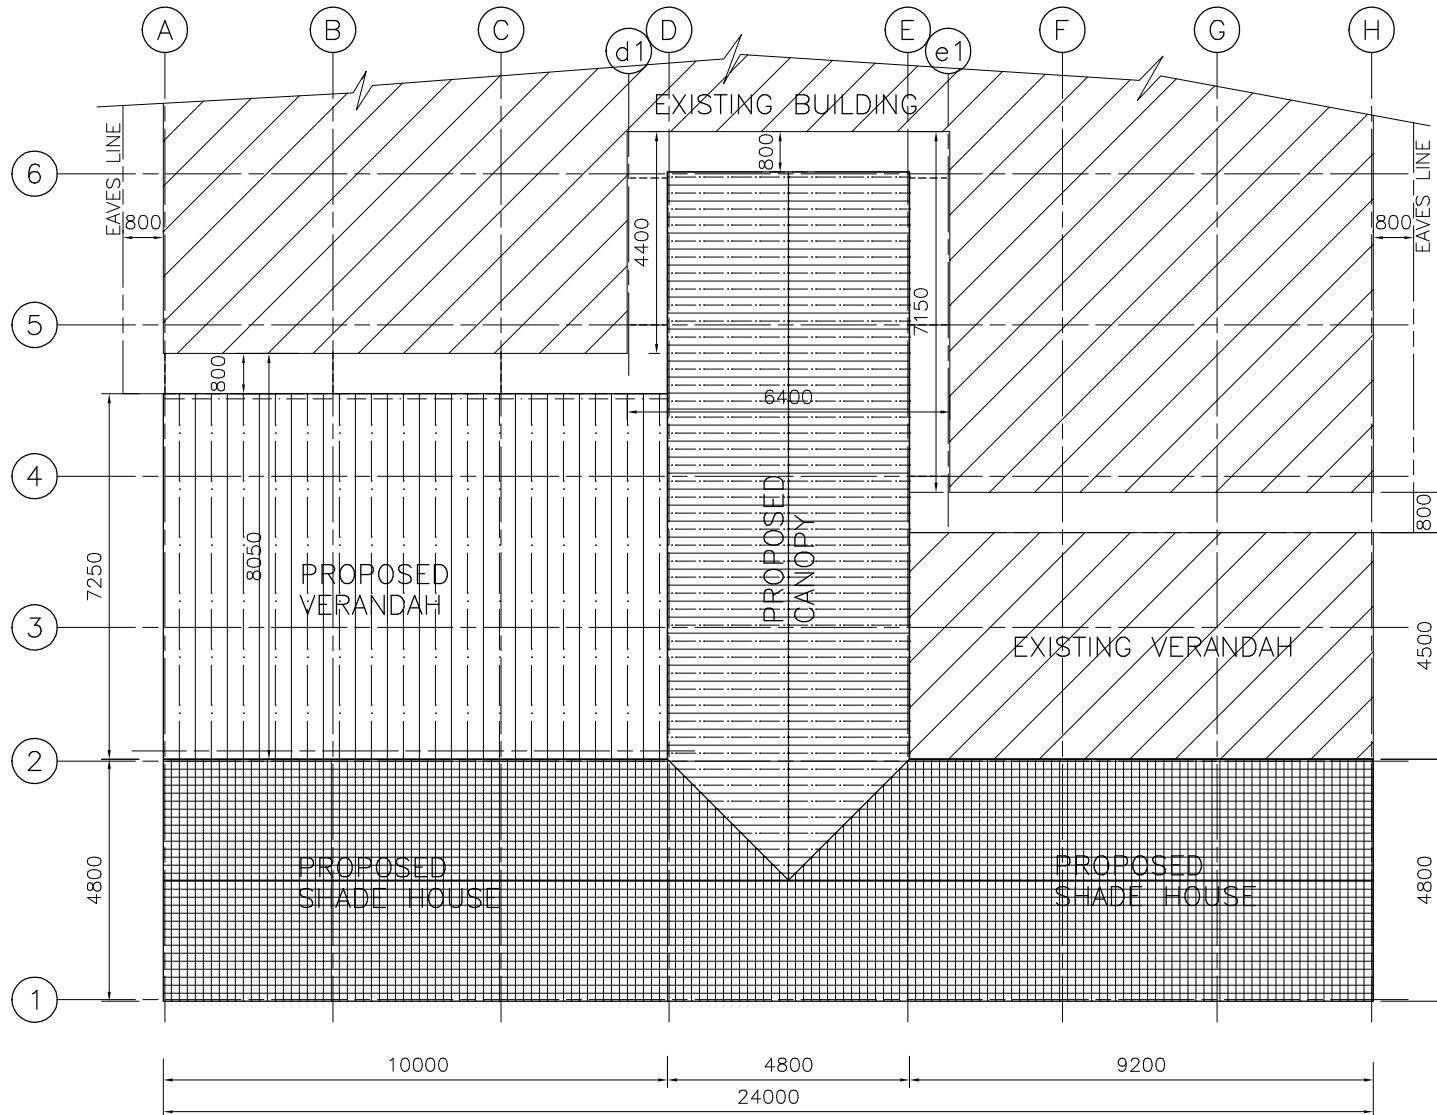 A
B
C
d1
D
E
e1
F
G
H
EXISTING BUILDING
EAVES LINE
EAVES LINE
6
800
800
800
4400
7150
5
800
6400
4
800
7250
8050
PROPOSED
VERANDAH
PROPOSED
CANOPY
3
EXISTING VERANDAH
4500
2
4800
PROPOSED
SHADE HOUSE
PROPOSED
SHADE HOUSE
4800
1
10000
4800
9200
24000